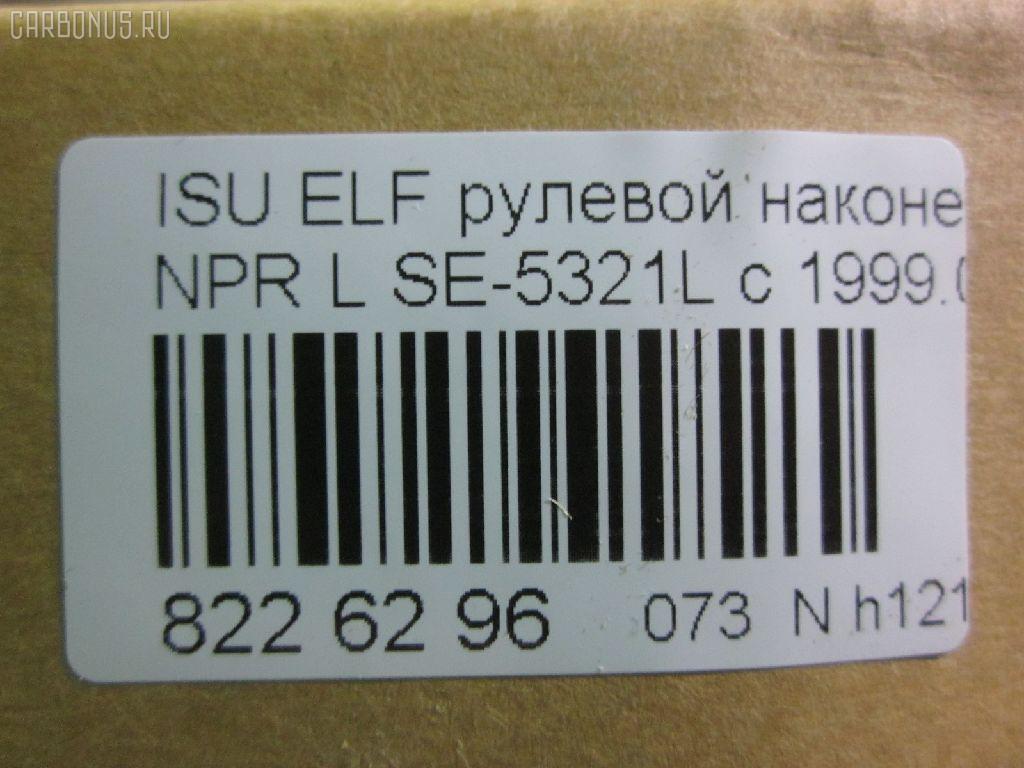 CARBONUS.RU
ISU ELF рулевой наконе
NPR L SE-5321L с 1999.0
822 62 96 073 N h121